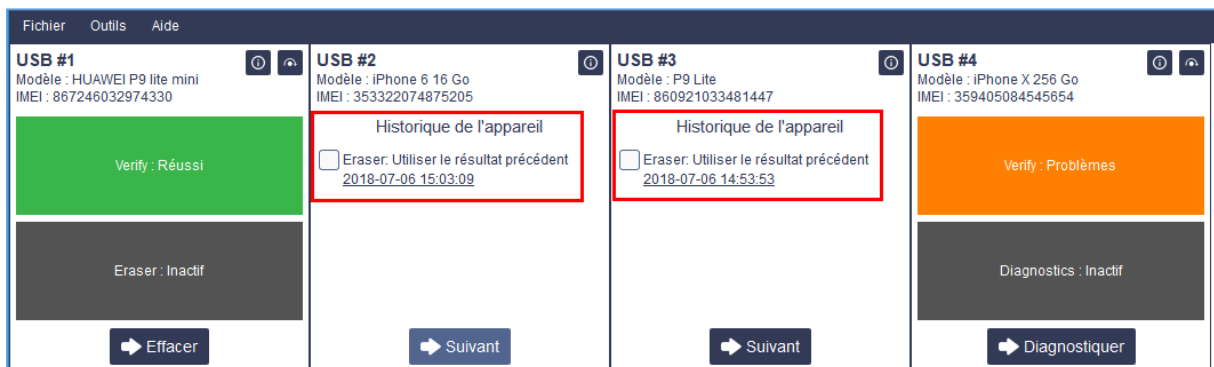 Fichier Outils Aide
USB #1
Modèle : HUAWEI P9 lite mini
IMEI : 867246032974330
Verify : Réussi
Eraser : Inactif
Effacer
USB #2
Modèle : iPhone 6 16 Go
IMEI : 353322074875205
Historique de l'appareil
Eraser: Utiliser le résultat précédent
2018-07-06 15:03:09
Suivant
USB #3
Modèle : P9 Lite
IMEI : 860921033481447
Historique de l'appareil
Eraser: Utiliser le résultat précédent
2018-07-06 14:53:53
Suivant
USB #4
Modèle : iPhone X 256 Go
IMEI : 359405084545654
Verify : Problèmes
Diagnostics : Inactif
Diagnostiquer